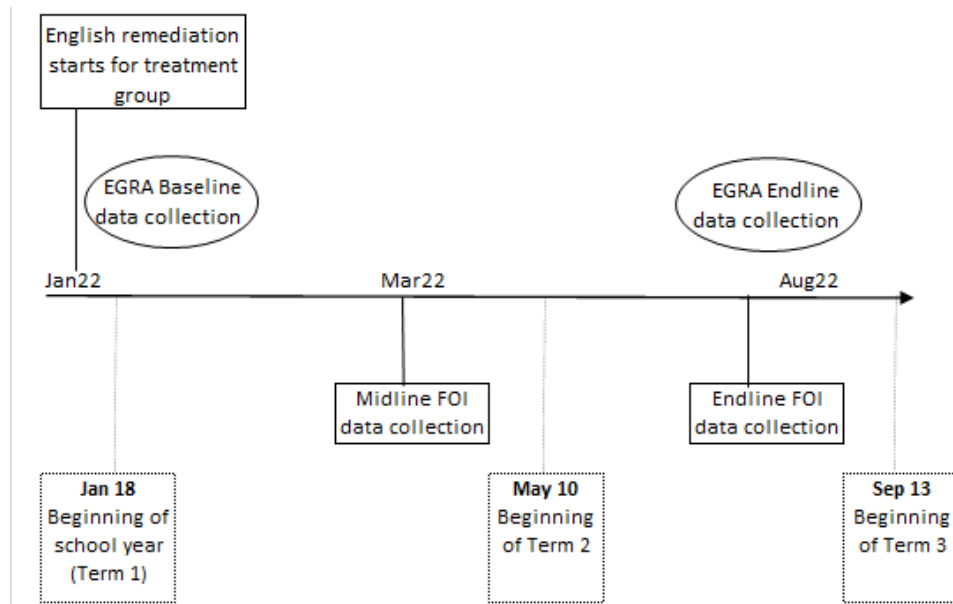 English remediation
starts for treatment
group
EGRA Baseline
data collection
EGRA Endline
data collection
Jan22
Mar22
Aug22
Midline FOI
data collection
Endline FOI
data collection
Jan 18
Beginning of
school year
(Term 1)
May 10
Beginning
of Term 2
Sep 13
Beginning
of Term 3